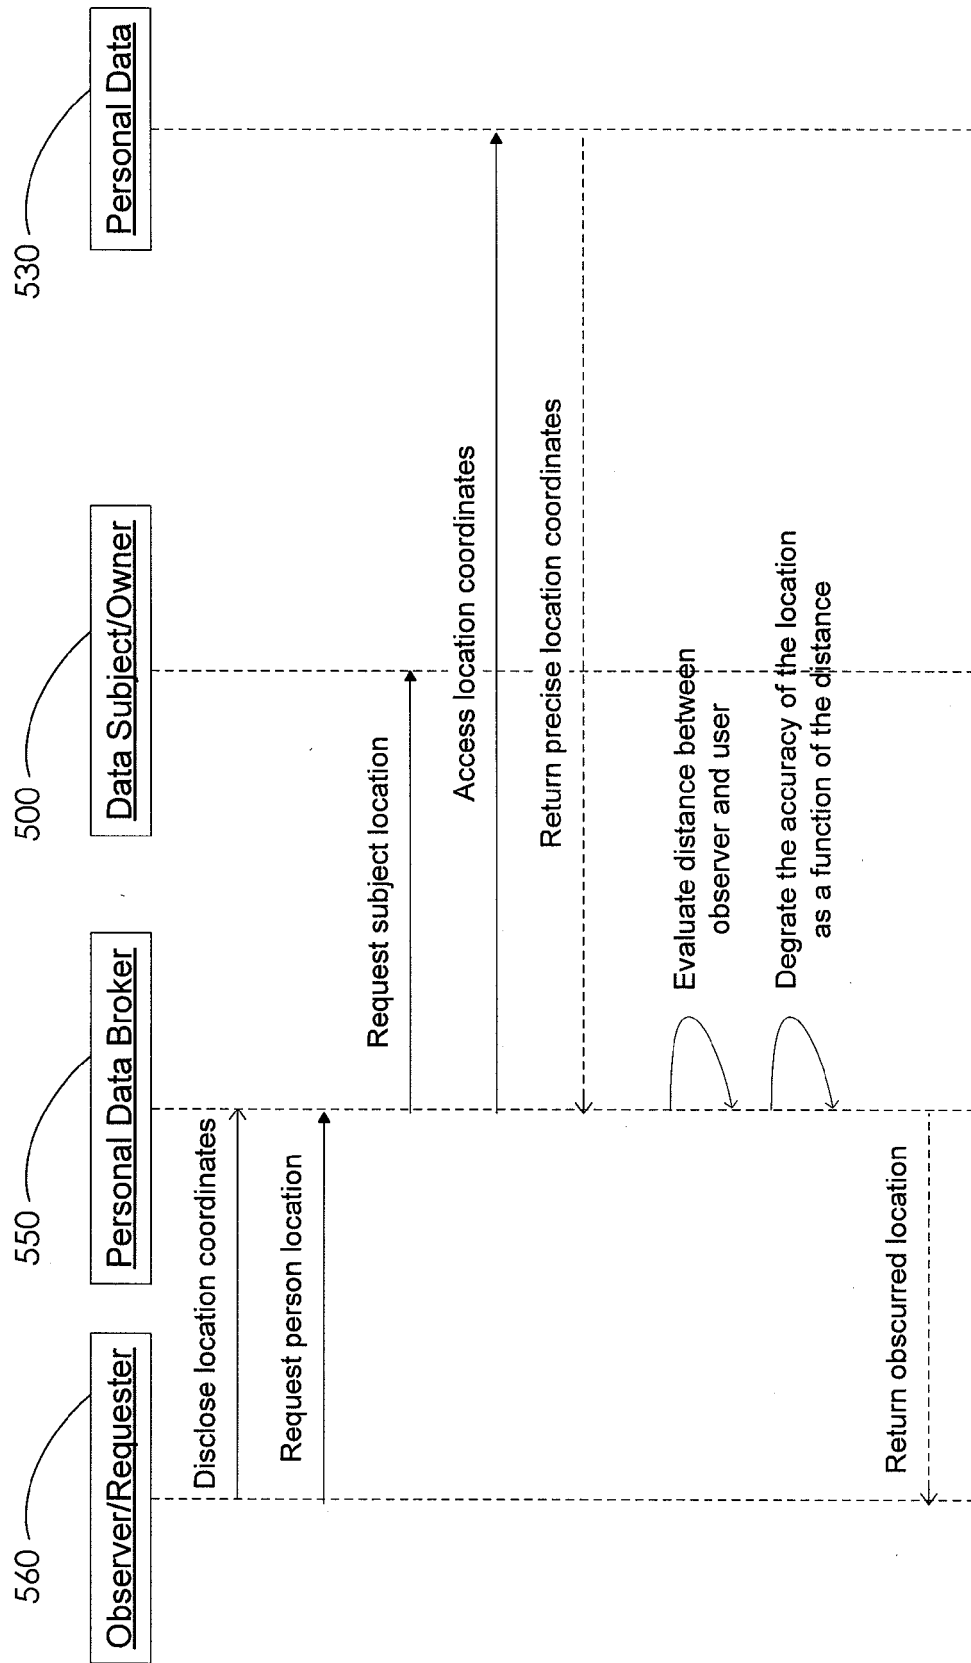 560
550
500
530
Observer/Requester
Personal Data Broker
Data Subject/Owner
Personal Data
Disclose location coordinates
Request person location
Request subject location
Access location coordinates
Return precise location coordinates
Evaluate distance between
observer and user
Degrate the accuracy of the location
as a function of the distance
Return obscurred location